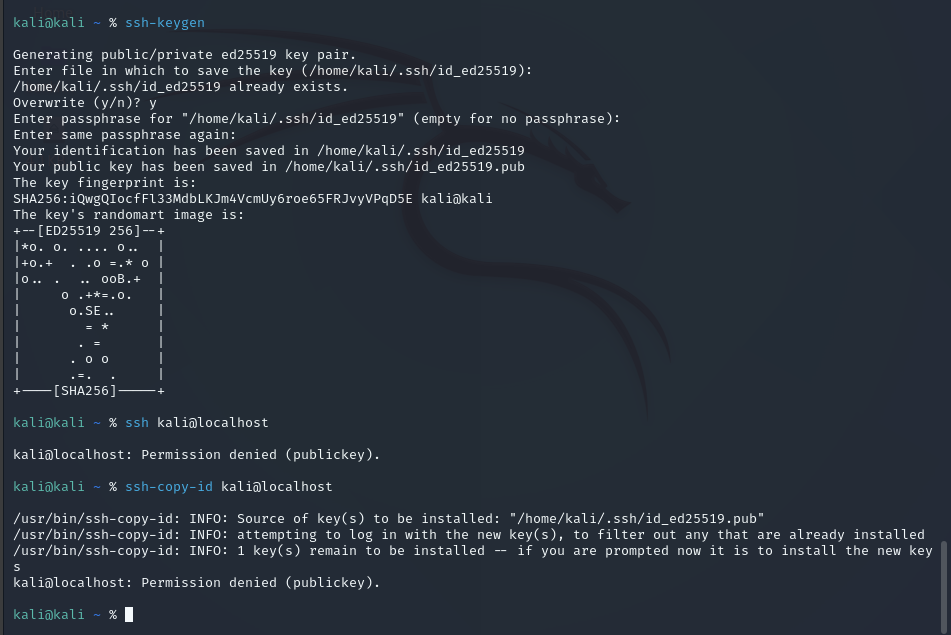 kali@kali ~ % ssh-keygen
Generating public/private ed25519 key pair.
Enter file in which to save the key (/home/kali/.ssh/id_ed25519):
/home/kali/.ssh/id_ed25519 already exists.
Overwrite (y/n)? y
Enter passphrase for "/home/kali/.ssh/id_ed25519" (empty for no passphrase):
Enter same passphrase again:
Your identification has been saved in /home/kali/.ssh/id_ed25519
Your public key has been saved in /home/kali/.ssh/id_ed25519.pub
The key fingerprint is:
SHA256:iQwgQIocfFl33MdbLKJm4VcmUy6roe65FRJvyVPqD5E kali@kali
The key's randomart image is:
+--[ED25519 256]--+
|*o. o. .... o..  |
|+o.+  . .o =.* o |
|o.. .  .. ooB.+  |
|     o .+*=.o.   |
|      o.SE..     |
|        = *      |
|       . =       |
|      . o o      |
|      .=.  .     |
+----[SHA256]-----+
kali@kali ~ % ssh kali@localhost
kali@localhost: Permission denied (publickey).
kali@kali ~ % ssh-copy-id kali@localhost
/usr/bin/ssh-copy-id: INFO: Source of key(s) to be installed: "/home/kali/.ssh/id_ed25519.pub"
/usr/bin/ssh-copy-id: INFO: attempting to log in with the new key(s), to filter out any that are already installed
/usr/bin/ssh-copy-id: INFO: 1 key(s) remain to be installed -- if you are prompted now it is to install the new key
s
kali@localhost: Permission denied (publickey).
kali@kali ~ %